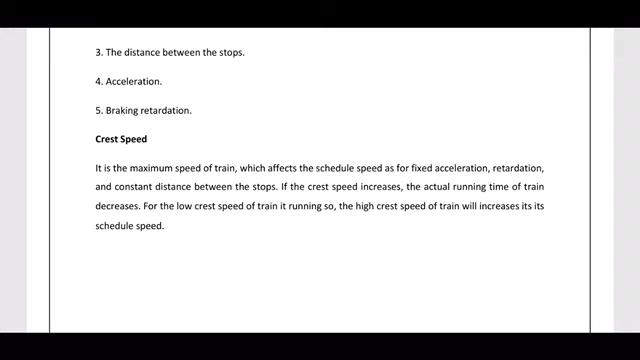 3. The distance between the stops.
4. Acceleration.
5. Braking retardation.
Crest Speed
It is the maximum speed of train, which affects the schedule speed as for fixed acceleration, retardation,
and constant distance between the stops. If the crest speed increases, the actual running time of train
decreases. For the low crest speed of train it running so, the high crest speed of train will increases its its
schedule speed.